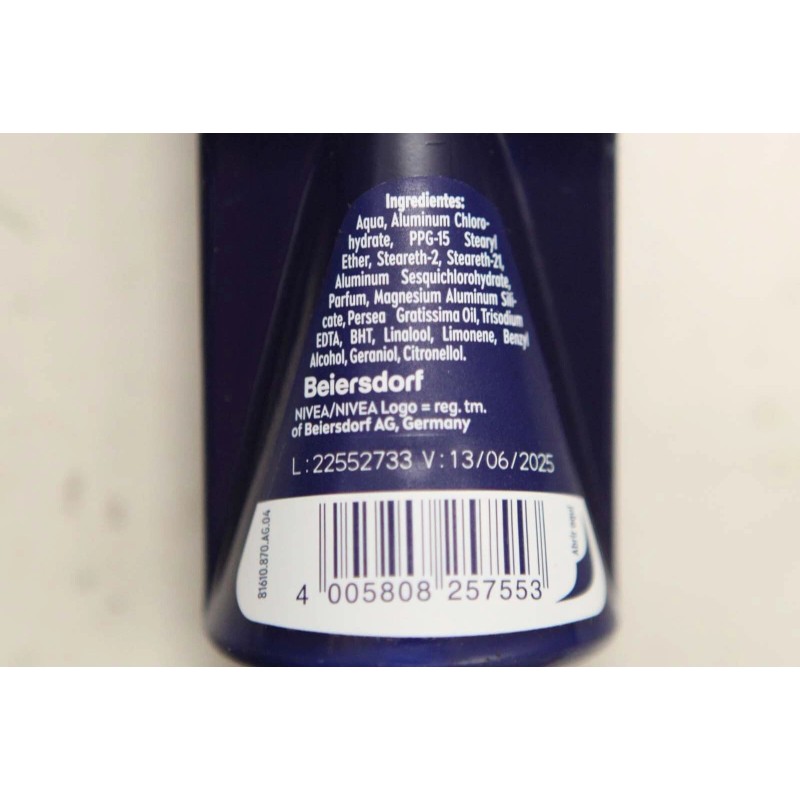 Ingredientes:
Aqua, Aluminum Chloro-
hydrate, PPG-15 Stearyl
Ether, Steareth-2, Steareth-21,
Aluminum Sesquichlorohydrate,
Parfum, Magnesium Aluminum Sili-
cate, Persea Gratissima Oil, Trisodium
EDTA, BHT, Linalool, Limonene, Benzyl
Alcohol, Geraniol, Citronellol.
Beiersdorf
NIVEA/NIVEA Logo = reg. tm.
of Beiersdorf AG, Germany
L:22552733 V:13/06/2025
81610.870.AG.04
Abrir aquí
4 005808 257553